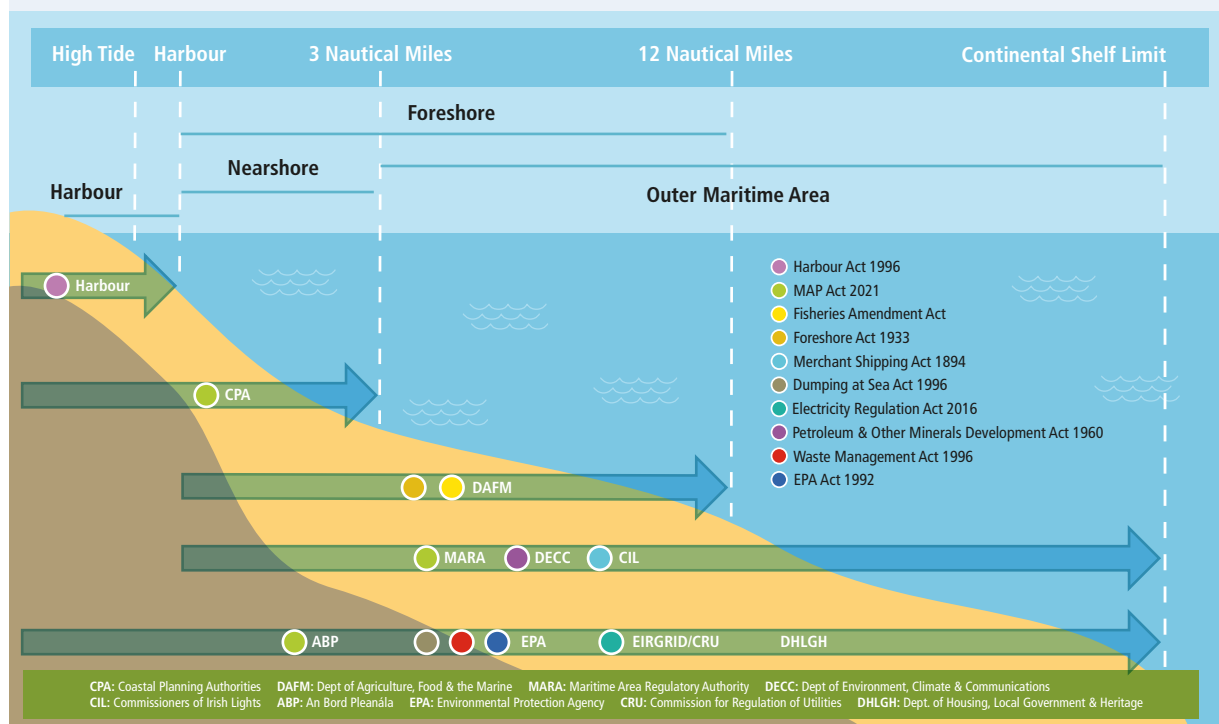 High Tide Harbour 3 Nautical Miles 12 Nautical Miles Continental Shelf Limit
Foreshore
Nearshore
Harbour
Outer Maritime Area
Harbour Act 1996
Harbour
MAP Act 2021
Fisheries Amendment Act
Foreshore Act 1933
Merchant Shipping Act 1894
Dumping at Sea Act 1996
Electricity Regulation Act 2016
Petroleum & Other Minerals Development Act 1960
Waste Management Act 1996
EPA Act 1992
CPA
DAFM
MARA DECC CIL
ABP EPA EIRGRID/CRU DHLGH
CPA: Coastal Planning Authorities DAFM: Dept of Agriculture, Food & the Marine MARA: Maritime Area Regulatory Authority DECC: Dept of Environment, Climate & Communications
CIL: Commissioners of Irish Lights ABP: An Bord Pleanála EPA: Environmental Protection Agency CRU: Commission for Regulation of Utilities DHLGH: Dept. of Housing, Local Government & Heritage